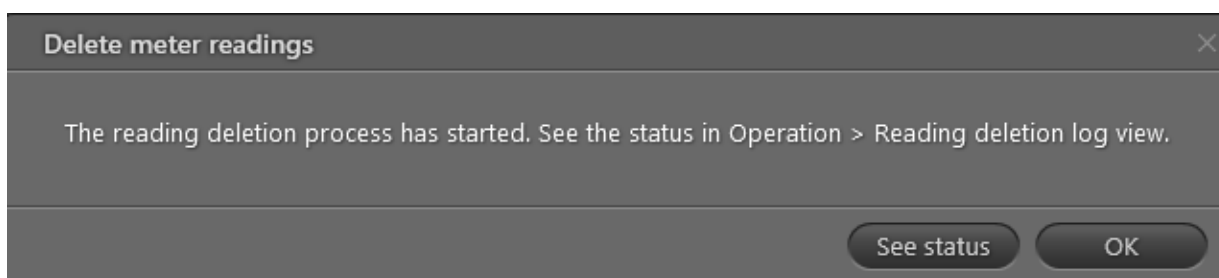 Delete meter readings
The reading deletion process has started. See the status in Operation > Reading deletion log view.
See status
OK